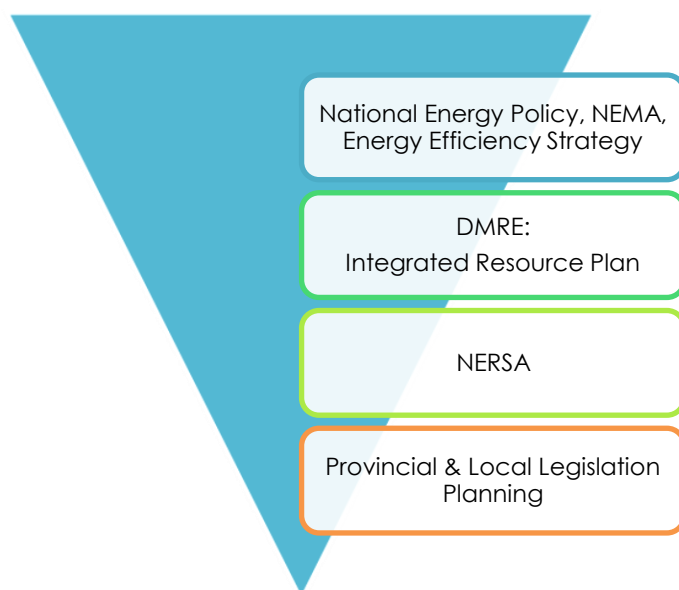 National Energy Policy, NEMA,
Energy Efficiency Strategy
DMRE:
Integrated Resource Plan
NERSA
Provincial & Local Legislation
Planning